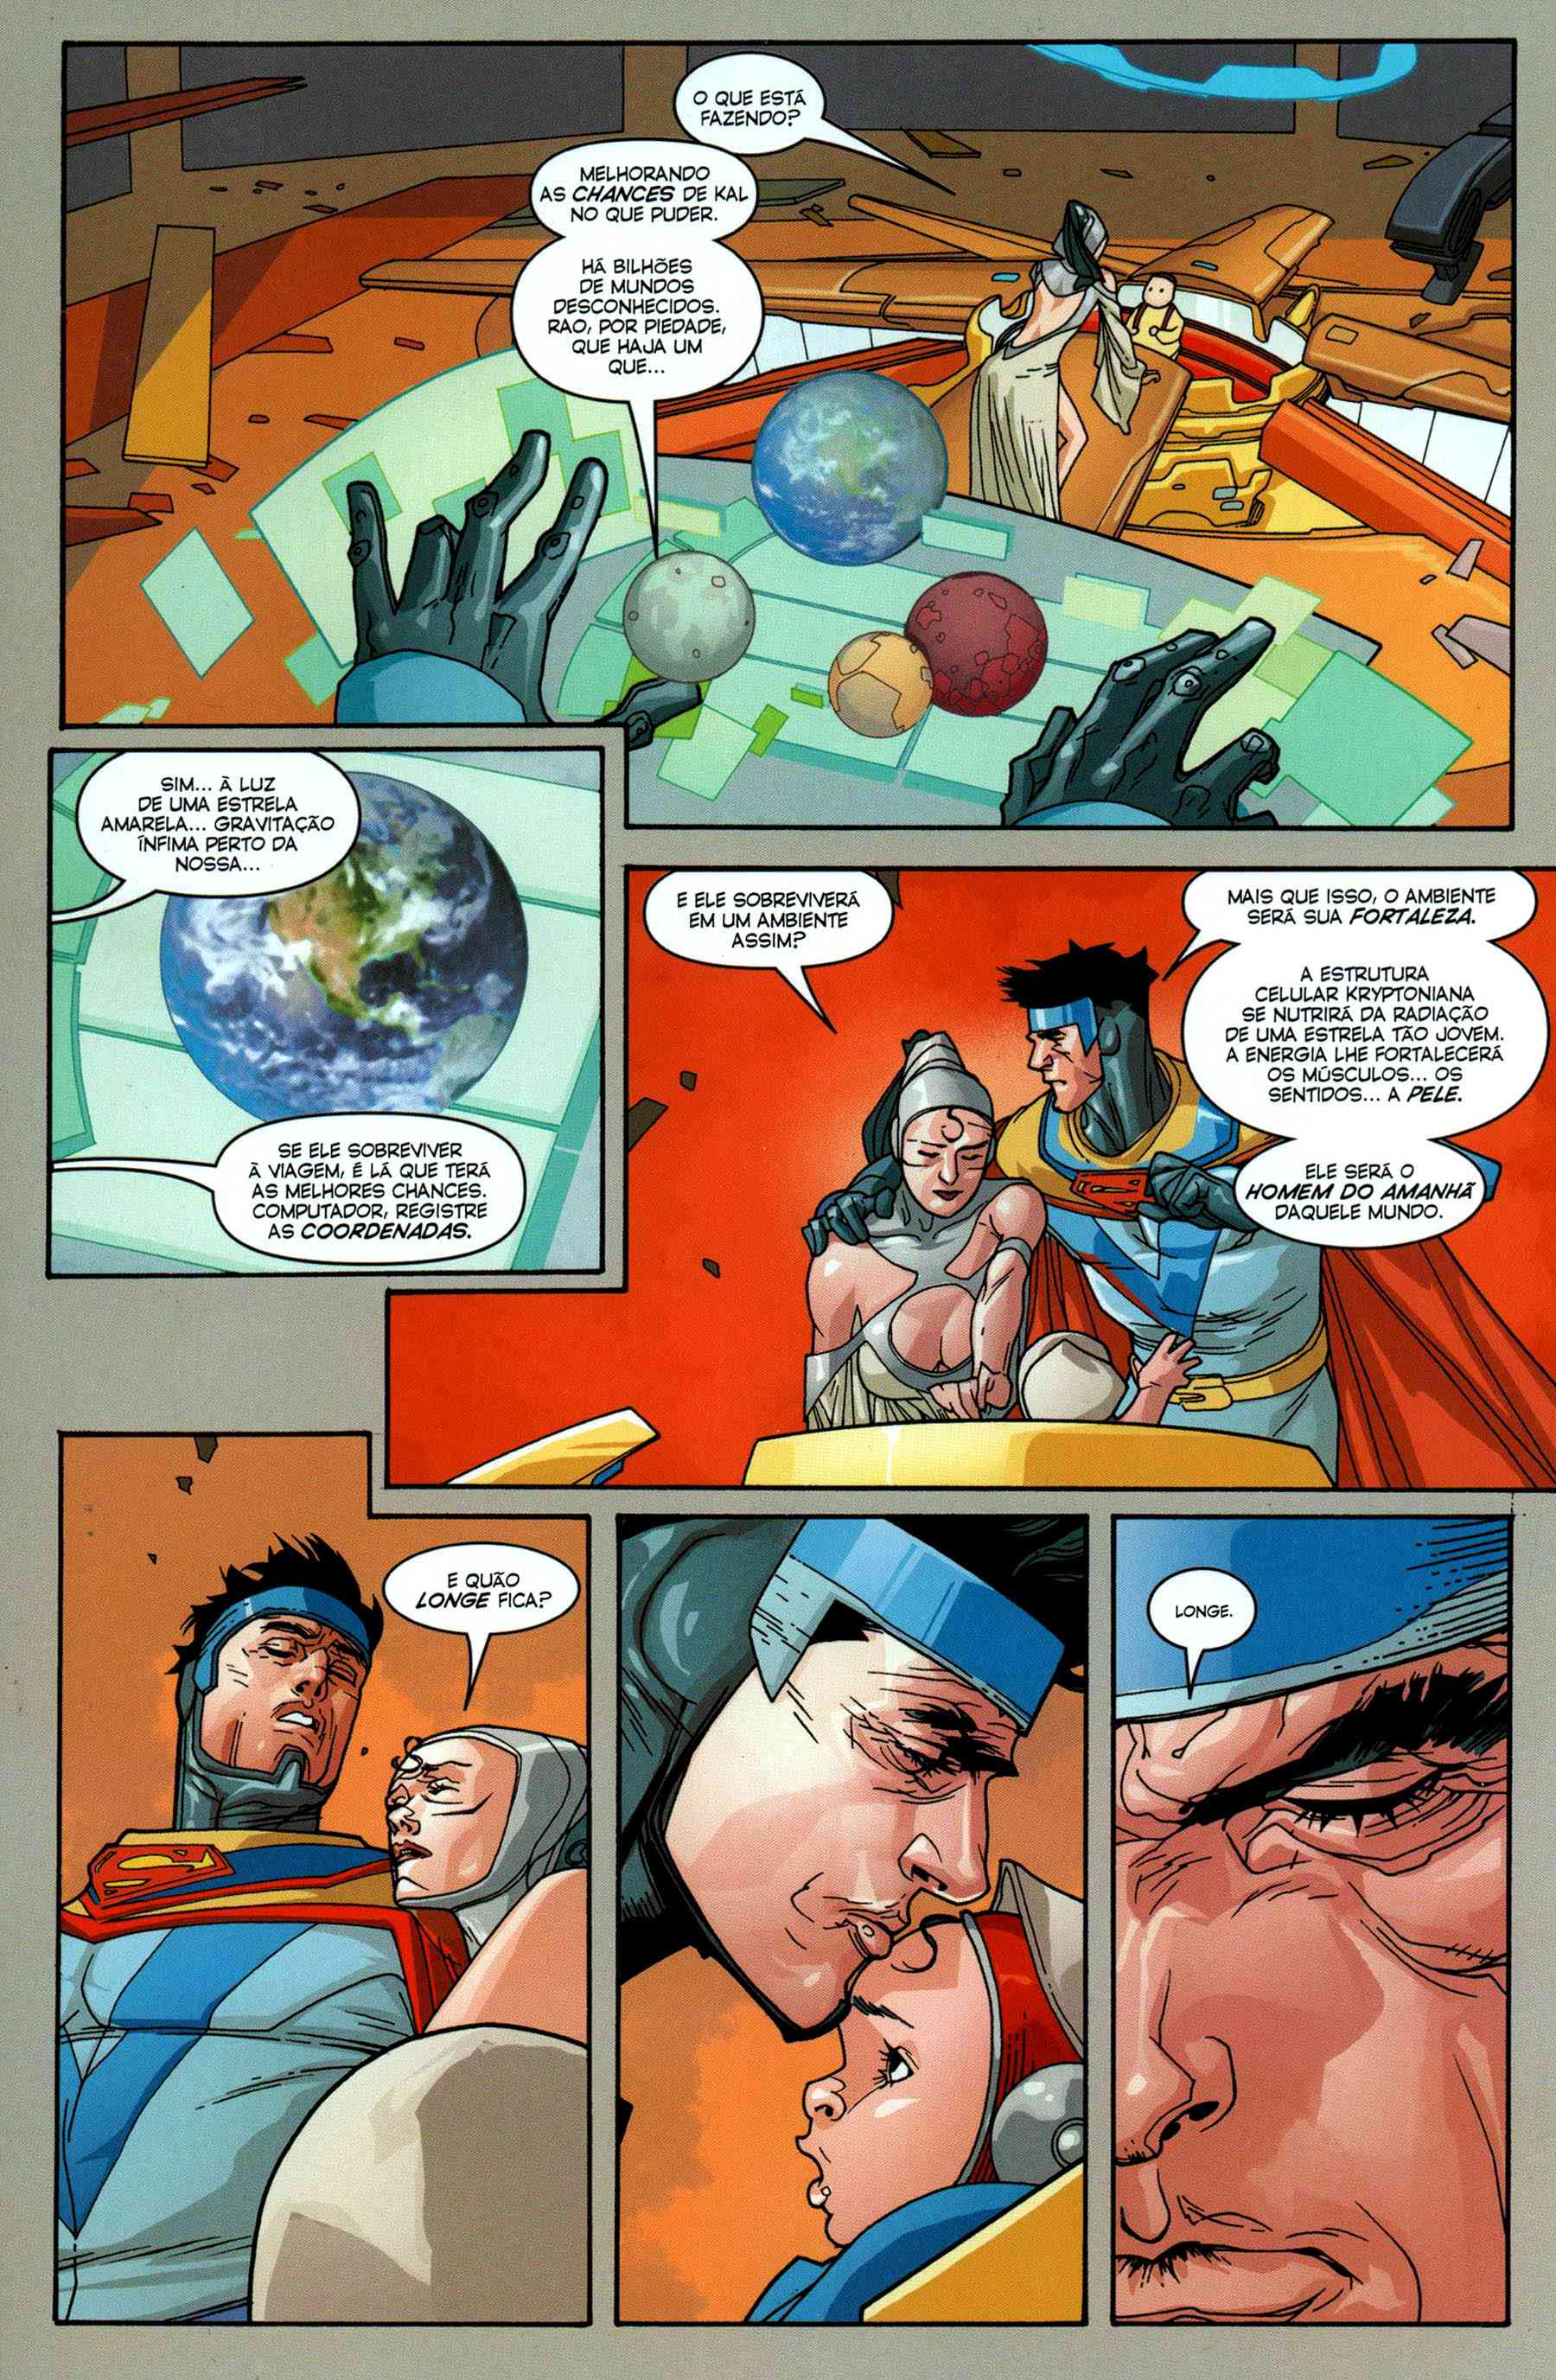 O QUE ESTÁ
FAZENDO?
MELHORANDO
AS CHANCES DE KAL
NO QUE PUDER.
HÁ BILHÕES
DE MUNDOS
DESCONHECIDOS.
RAO, POR PIEDADE,
QUE HAJA UM
QUE...
SIM... À LUZ
DE UMA ESTRELA
AMARELA... GRAVITAÇÃO
ÍNFIMA PERTO DA
NOSSA...
SE ELE SOBREVIVER
À VIAGEM, É LÁ QUE TERÁ
AS MELHORES CHANCES.
COMPUTADOR, REGISTRE
AS COORDENADAS.
E ELE SOBREVIVERÁ
EM UM AMBIENTE
ASSIM?
MAIS QUE ISSO, O AMBIENTE
SERÁ SUA FORTALEZA.
A ESTRUTURA
CELULAR KRYPTONIANA
SE NUTRIRÁ DA RADIAÇÃO
DE UMA ESTRELA TÃO JOVEM.
A ENERGIA LHE FORTALECERÁ
OS MÚSCULOS... OS
SENTIDOS... A PELE.
ELE SERÁ O
HOMEM DO AMANHÃ
DAQUELE MUNDO.
E QUÃO
LONGE FICA?
LONGE.